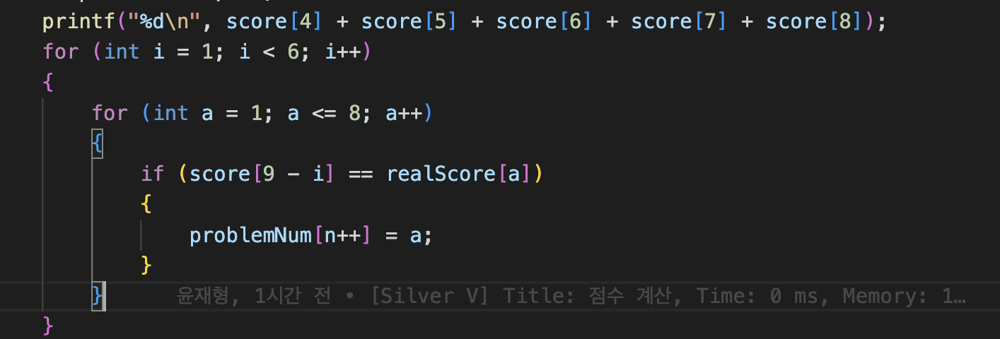 printf("%d\n", score[4] + score[5] + score[6] + score[7] + score[8]);
for (int i = 1; i < 6; i++)
{
for (int a = 1; a <= 8; a++)
{
if (score[9 - i] == realScore[a])
{
problemNum[n++] = a;
}
} 윤재형, 1시간 전 • [Silver V] Title: 점수 계산, Time: 0 ms, Memory: 1…
}